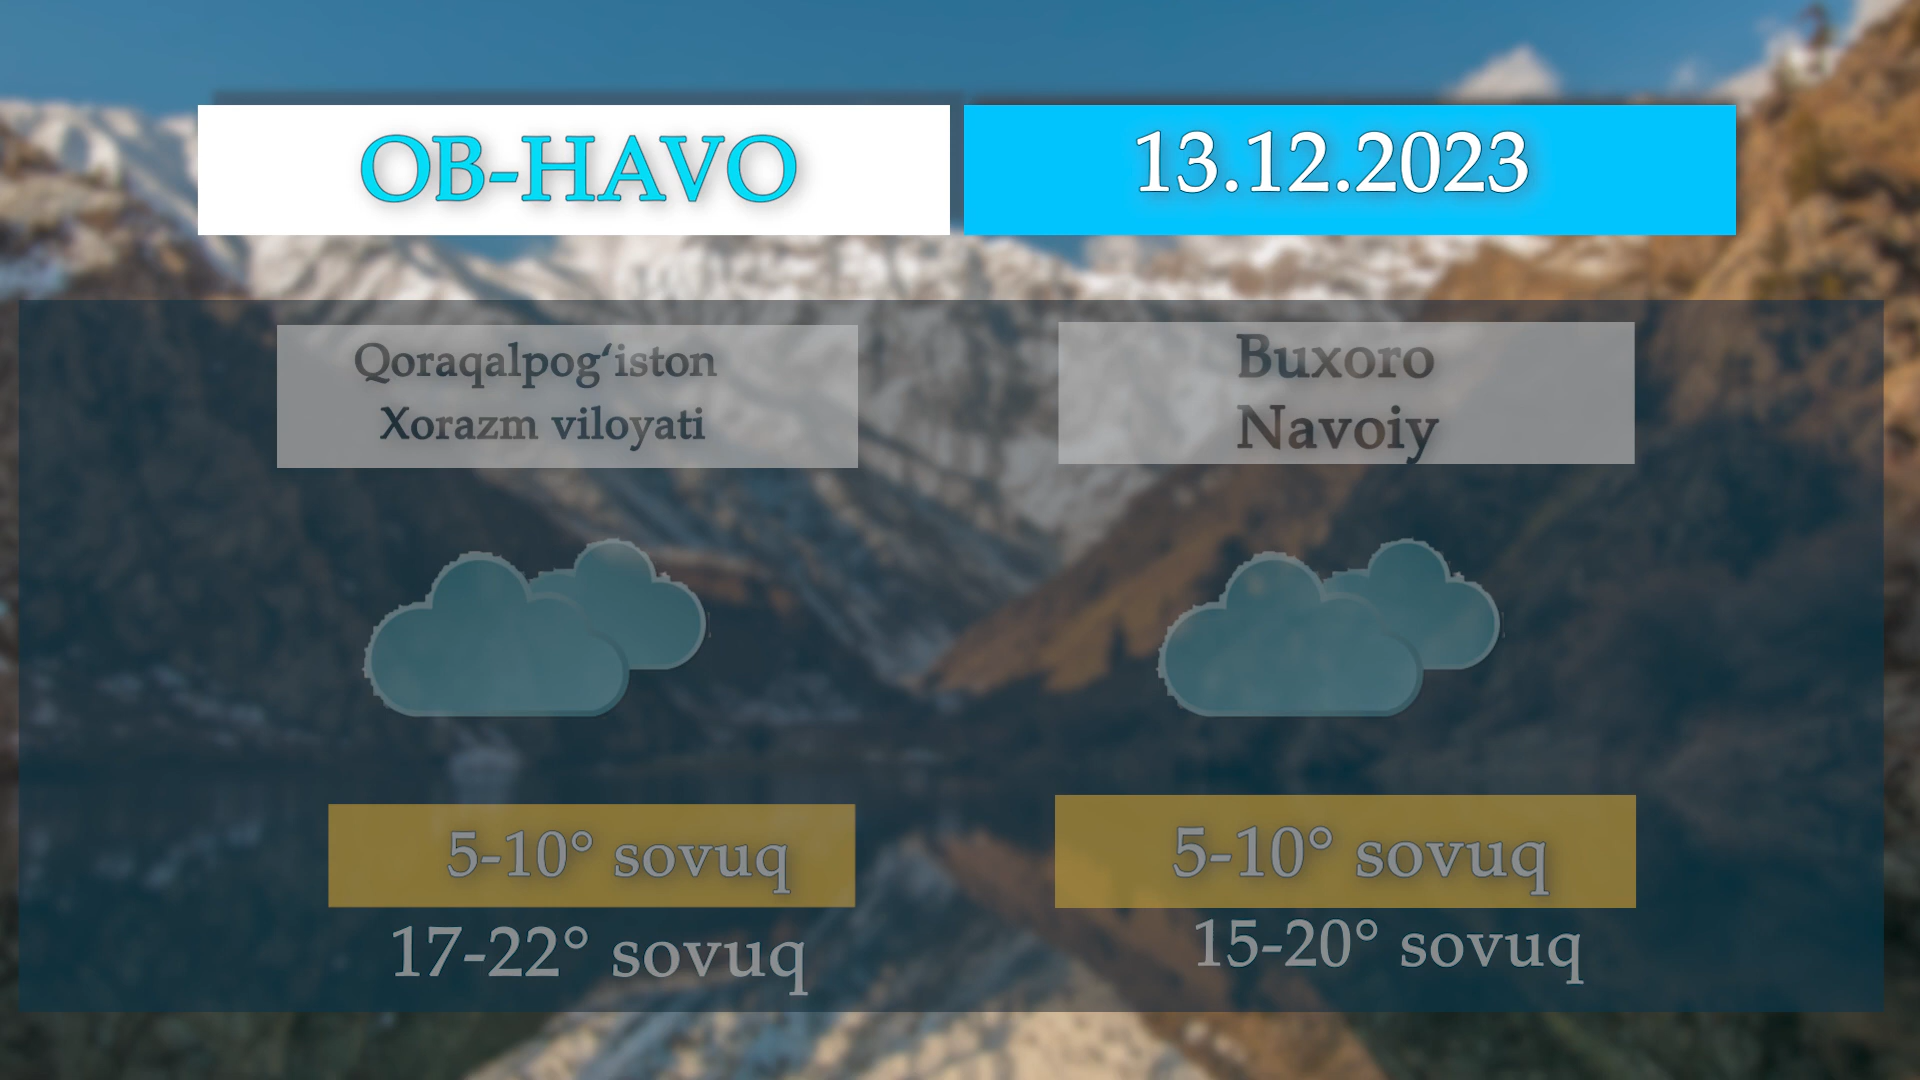 OB-HAVO
13.12.2023
Qoraqalpog‘iston
Xorazm viloyati
5-10° sovuq
17-22° sovuq
Buxoro
Navoiy
5-10° sovuq
15-20° sovuq